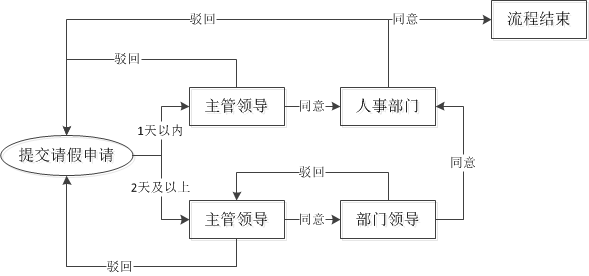 驳回
同意
流程结束
驳回
主管领导
同意
人事部门
1天以内
提交请假申请
2天及以上
驳回
同意
主管领导
同意
部门领导
驳回